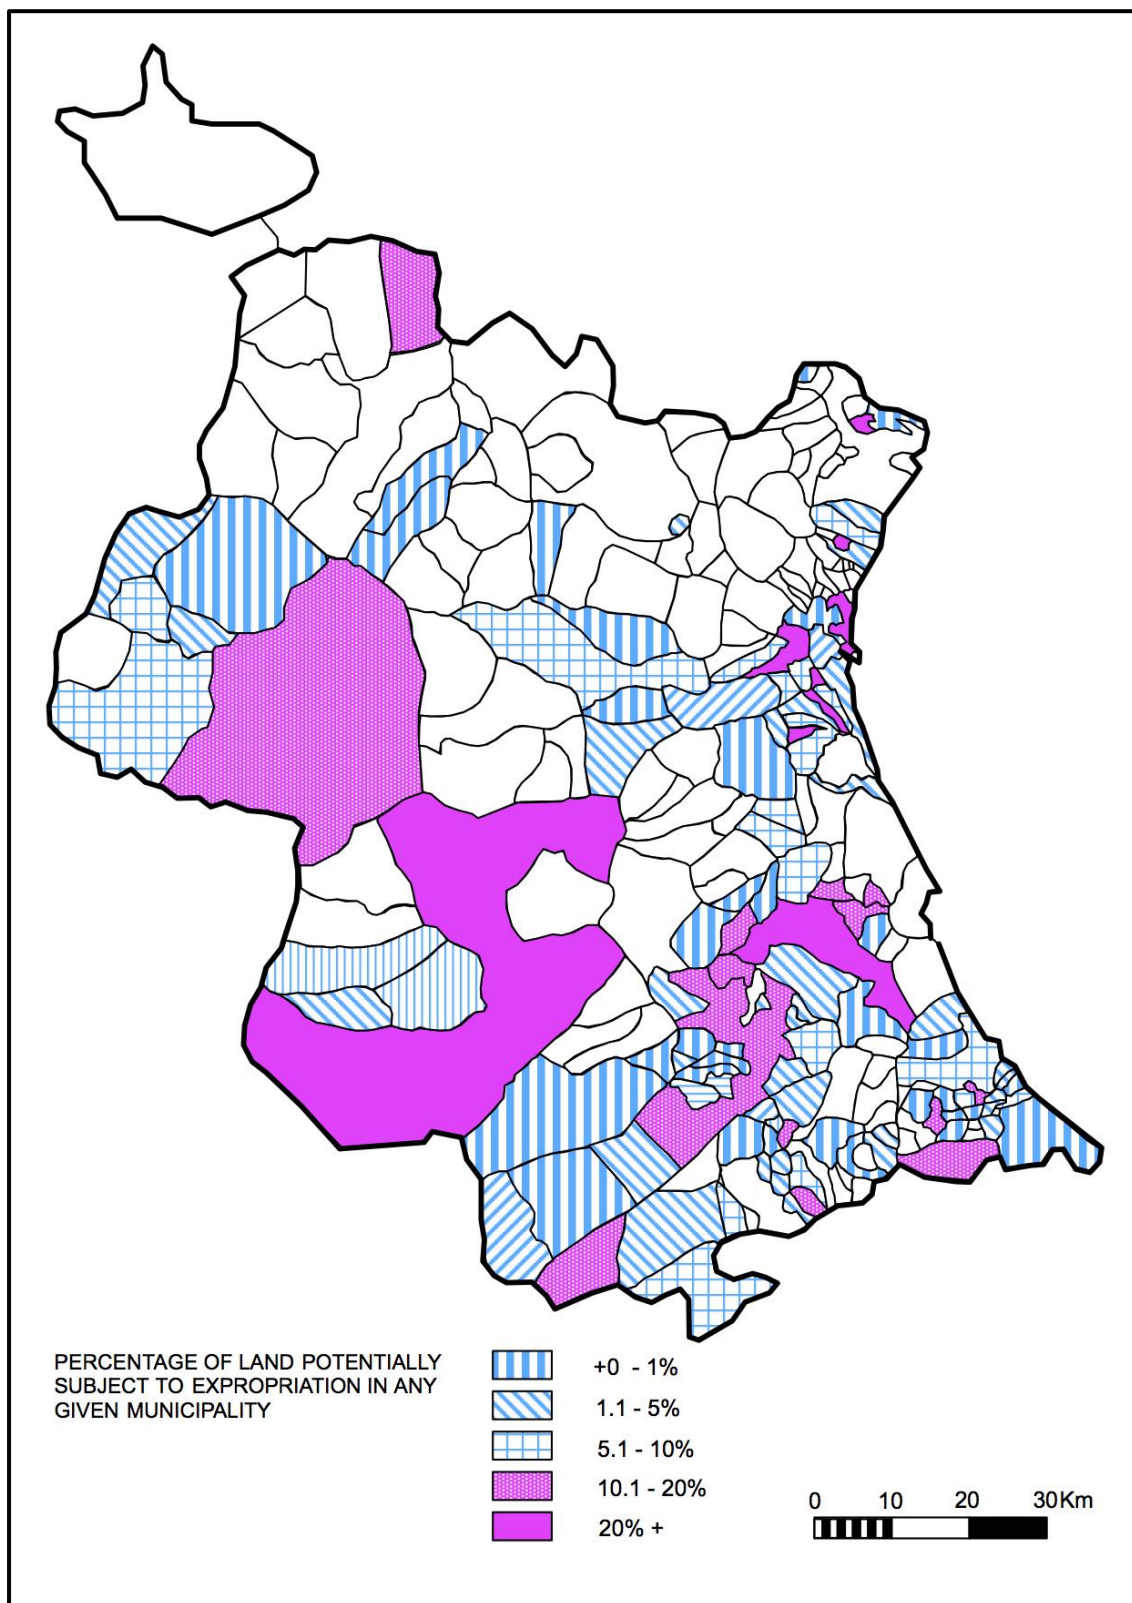 PERCENTAGE OF LAND POTENTIALLY
SUBJECT TO EXPROPRIATION IN ANY
GIVEN MUNICIPALITY
+0 - 1%
1.1 - 5%
5.1 - 10%
10.1 - 20%
20% +
0 10 20 30Km